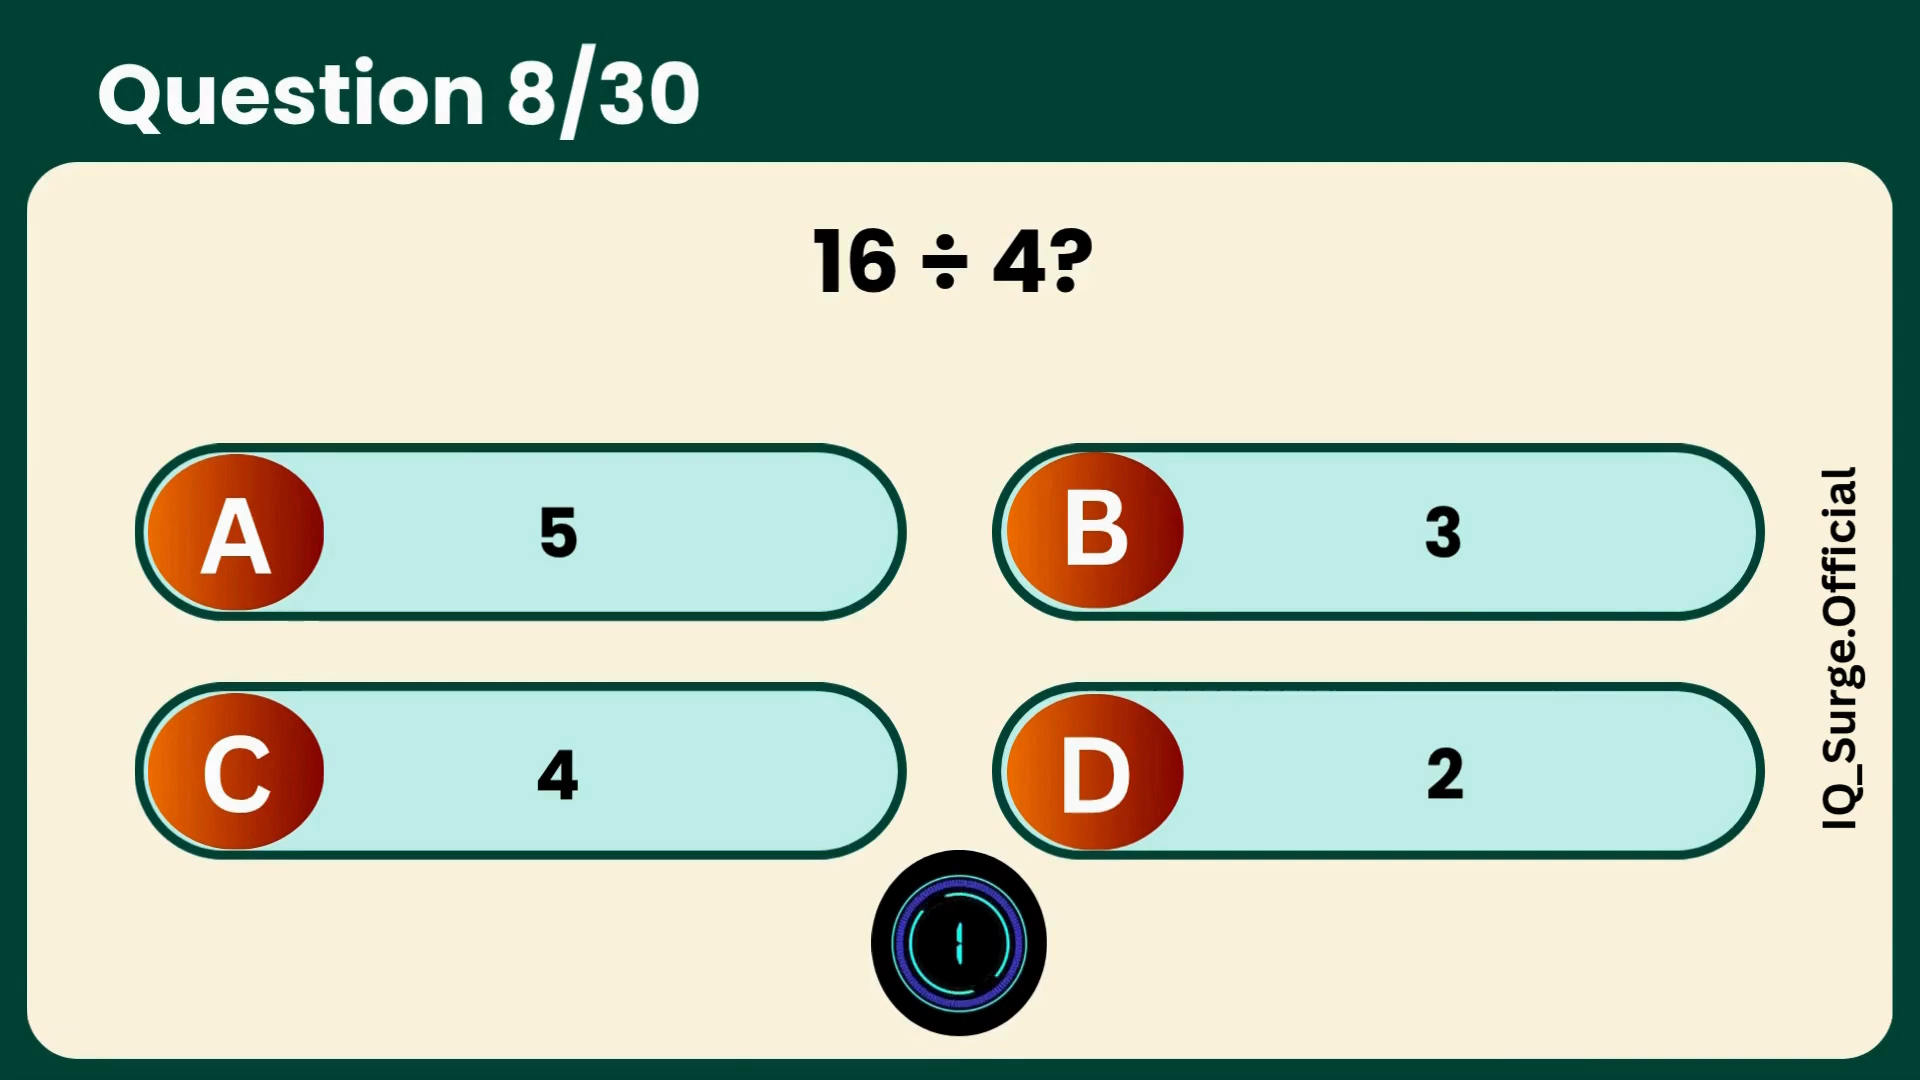 Question 8/30
16 ÷ 4?
A 5
B 3
C 4
D 2
IQ_Surge.Official
1